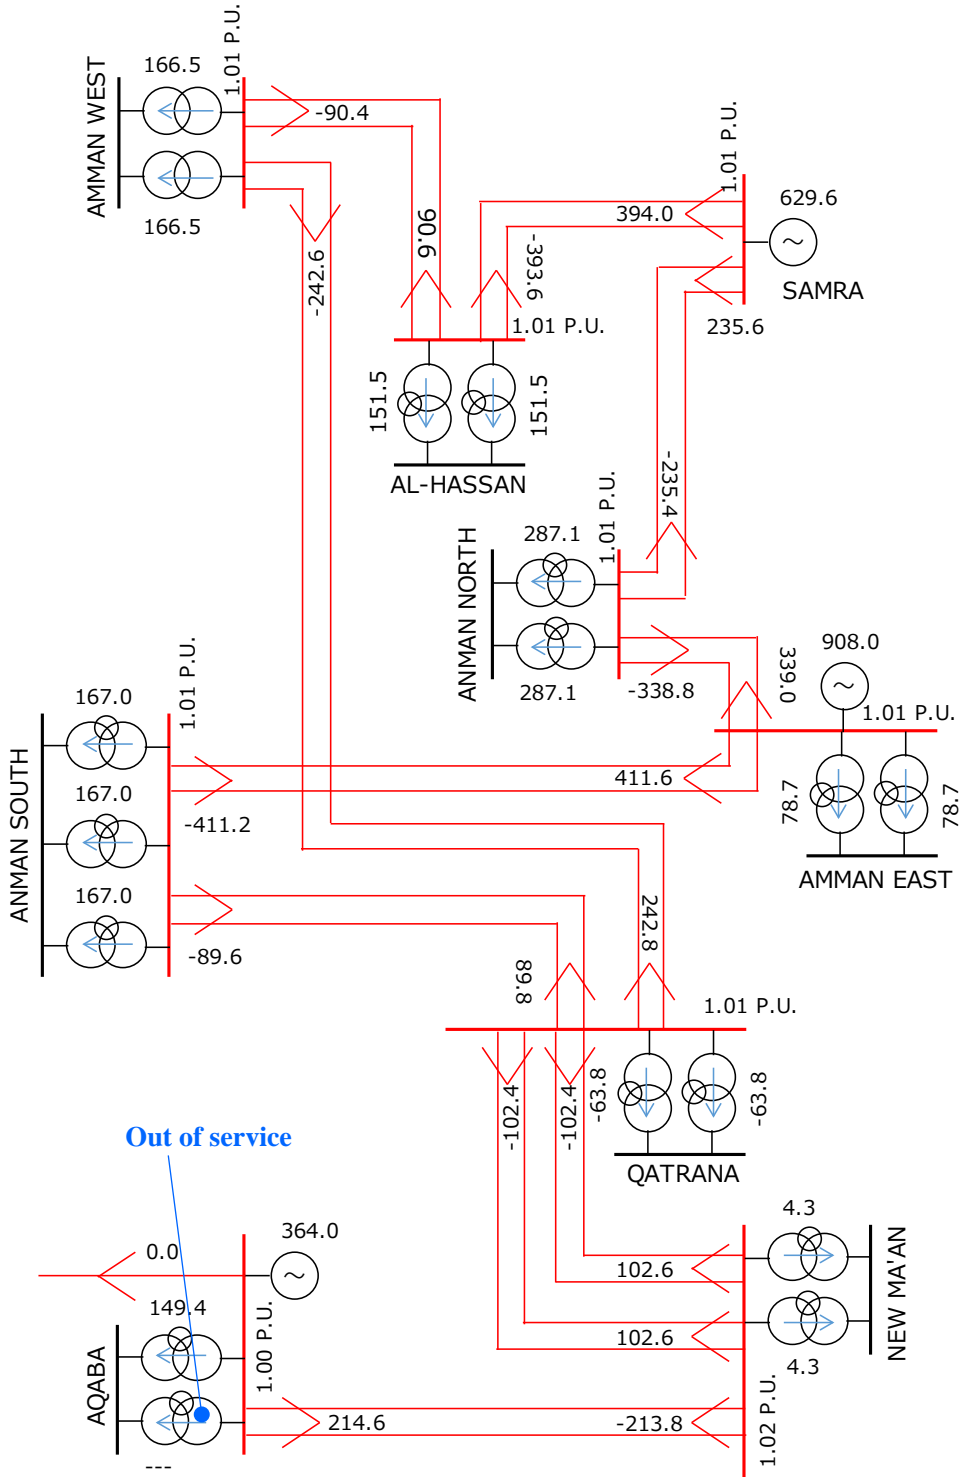 AMMAN WEST
166.5
1.01 P.U.
-90.4
166.5
-242.6
90.6
-393.6
394.0
1.01 P.U.
629.6
~
SAMRA
235.6
1.01 P.U.
151.5
151.5
AL-HASSAN
-235.4
ANMAN NORTH
287.1
1.01 P.U.
287.1
-338.8
339.0
908.0
~
1.01 P.U.
78.7
78.7
AMMAN EAST
ANMAN SOUTH
167.0
1.01 P.U.
167.0
167.0
411.6
-411.2
-89.6
89.8
242.8
1.01 P.U.
-102.4
-102.4
-63.8
-63.8
QATRANA
Out of service
0.0
364.0
~
149.4
1.00 P.U.
AQABA
---
214.6
-213.8
102.6
102.6
4.3
4.3
NEW MA'AN
1.02 P.U.